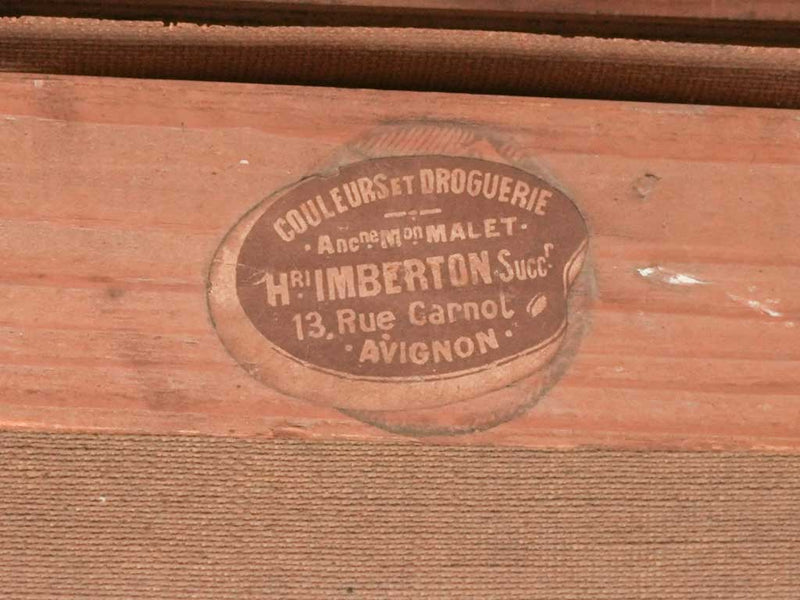 COULEURS ET DROGUERIE
· Ancne Mon MALET ·
HRI IMBERTON Succr
13, Rue Carnot
· AVIGNON ·